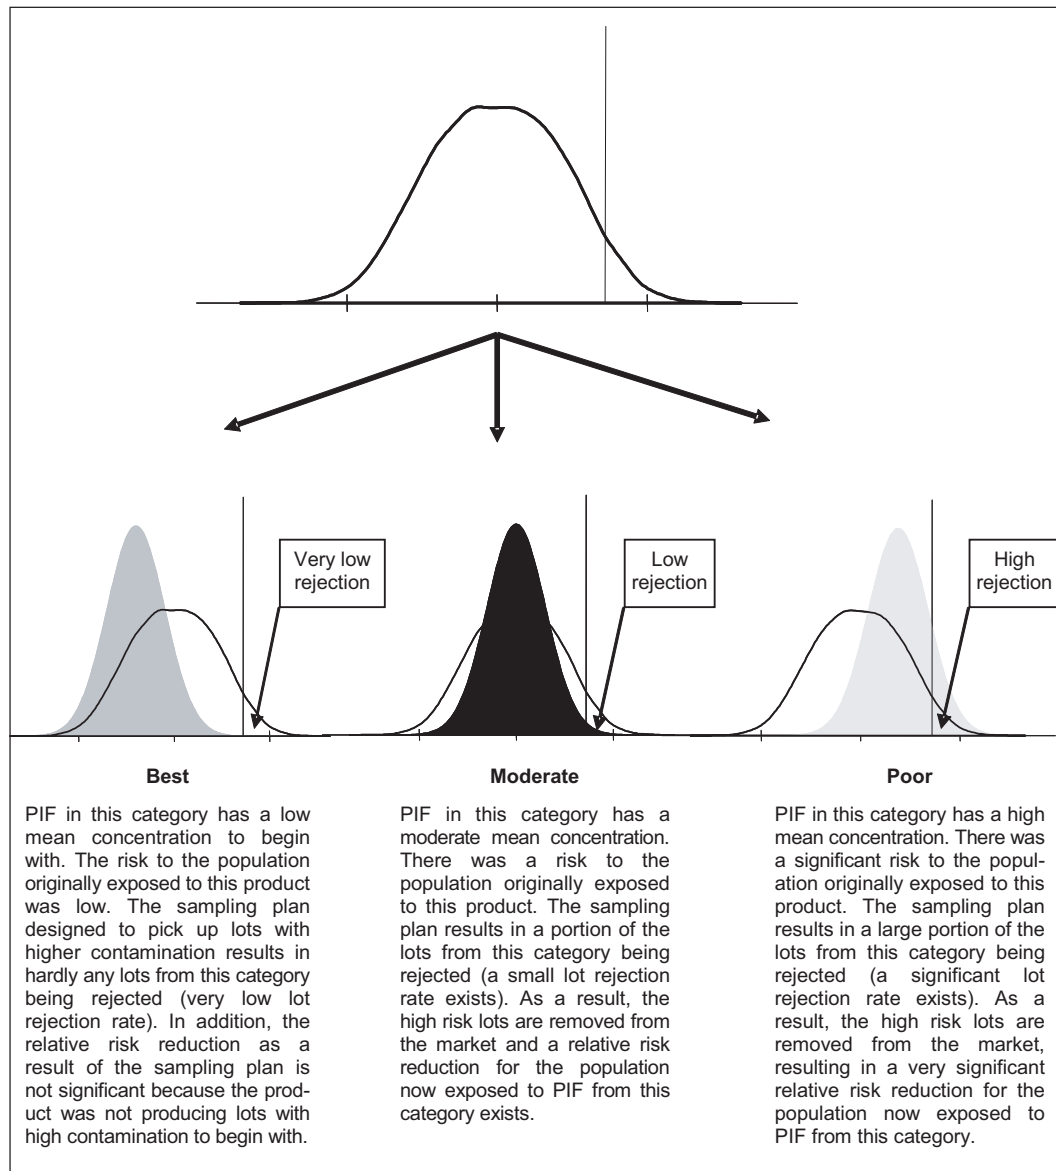 Very low
rejection
Low
rejection
High
rejection
Best
PIF in this category has a low
mean concentration to begin
with. The risk to the population
originally exposed to this product
was low. The sampling plan
designed to pick up lots with
higher contamination results in
hardly any lots from this category
being rejected (very low lot
rejection rate). In addition, the
relative risk reduction as a
result of the sampling plan is
not significant because the prod-
uct was not producing lots with
high contamination to begin with.
Moderate
PIF in this category has a
moderate mean concentration.
There was a risk to the
population originally exposed
to this product. The sampling
plan results in a portion of the
lots from this category being
rejected (a small lot rejection
rate exists). As a result, the
high risk lots are removed from
the market and a relative risk
reduction for the population
now exposed to PIF from this
category exists.
Poor
PIF in this category has a high
mean concentration. There was
a significant risk to the popul-
ation originally exposed to this
product. The sampling plan
results in a large portion of the
lots from this category being
rejected (a significant lot
rejection rate exists). As a
result, the high risk lots are
removed from the market,
resulting in a very significant
relative risk reduction for the
population now exposed to
PIF from this category.